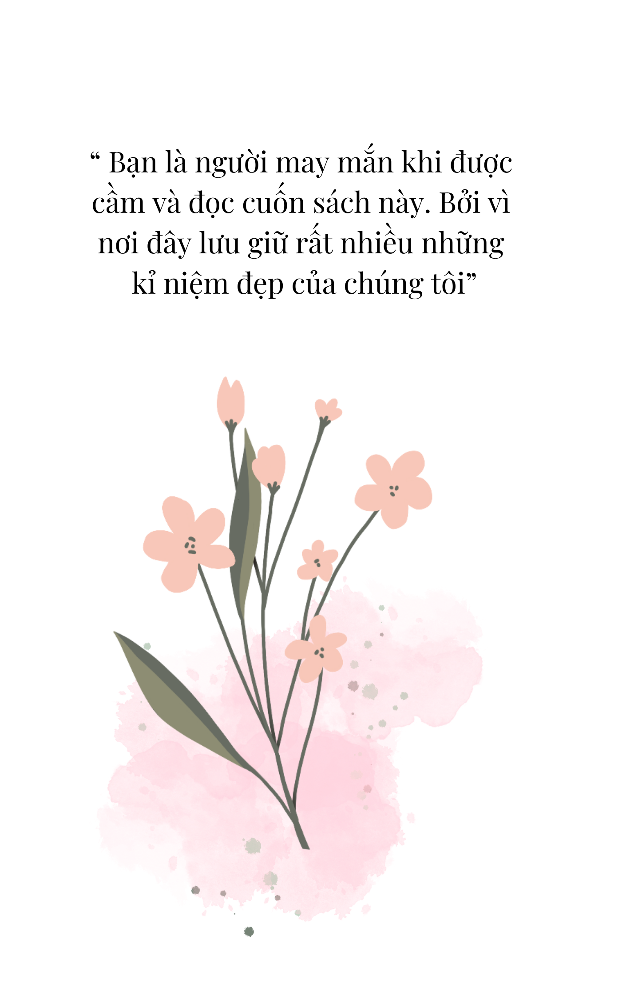 “ Bạn là người may mắn khi được
cầm và đọc cuốn sách này. Bởi vì
nơi đây lưu giữ rất nhiều những
kỉ niệm đẹp của chúng tôi”